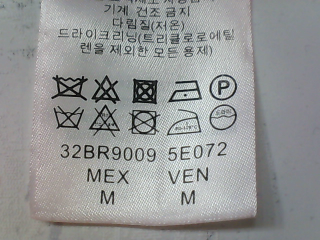 기계 건조 금지
다림질(저온)
드라이크리닝(트리클로로에틸
렌을 제외한 모든 용제)
P
32BR9009 5E072
MEX VEN
M M